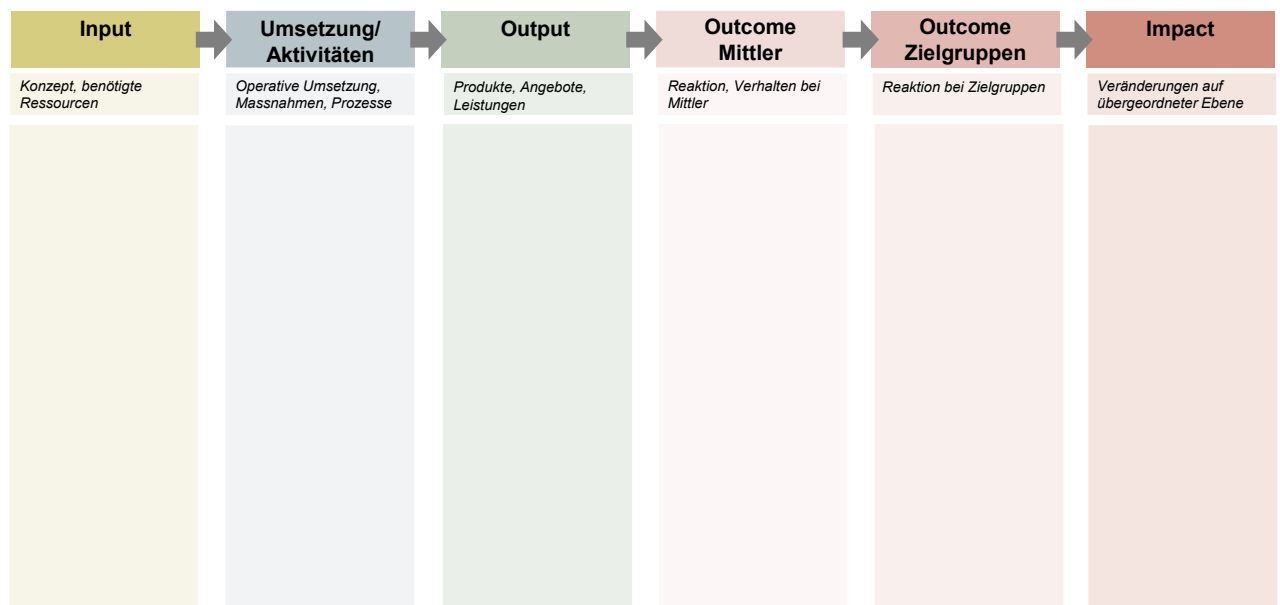 Input
Umsetzung/
Aktivitäten
Output
Outcome
Mittler
Outcome
Zielgruppen
Impact
Konzept, benötigte
Ressourcen
Operative Umsetzung,
Massnahmen, Prozesse
Produkte, Angebote,
Leistungen
Reaktion, Verhalten bei
Mittler
Reaktion bei Zielgruppen
Veränderungen auf
übergeordneter Ebene